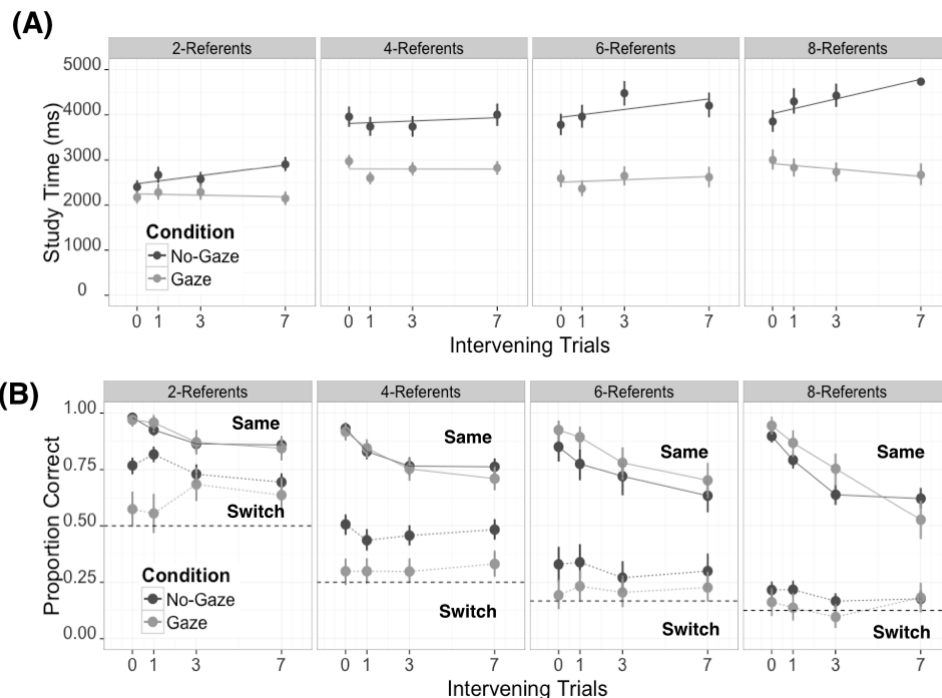 (A)
2-Referents 4-Referents 6-Referents 8-Referents
5000
4000
3000
2000
1000
0
Study Time (ms)
Condition
No-Gaze
Gaze
0 1 3 7 0 1 3 7 0 1 3 7 0 1 3 7
Intervening Trials
(B)
2-Referents 4-Referents 6-Referents 8-Referents
1.00
0.75
0.50
0.25
0.00
Proportion Correct
Same Same Same Same
Switch
Condition
No-Gaze
Gaze
Switch Switch Switch
0 1 3 7 0 1 3 7 0 1 3 7 0 1 3 7
Intervening Trials